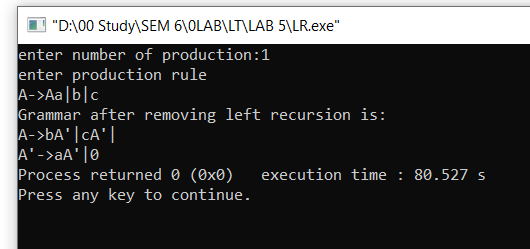 "D:\00 Study\SEM 6\0LAB\LT\LAB 5\LR.exe"
enter number of production:1
enter production rule
A->Aa|b|c
Grammar after removing left recursion is:
A->bA'|cA'|
A'->aA'|0
Process returned 0 (0x0)   execution time : 80.527 s
Press any key to continue.